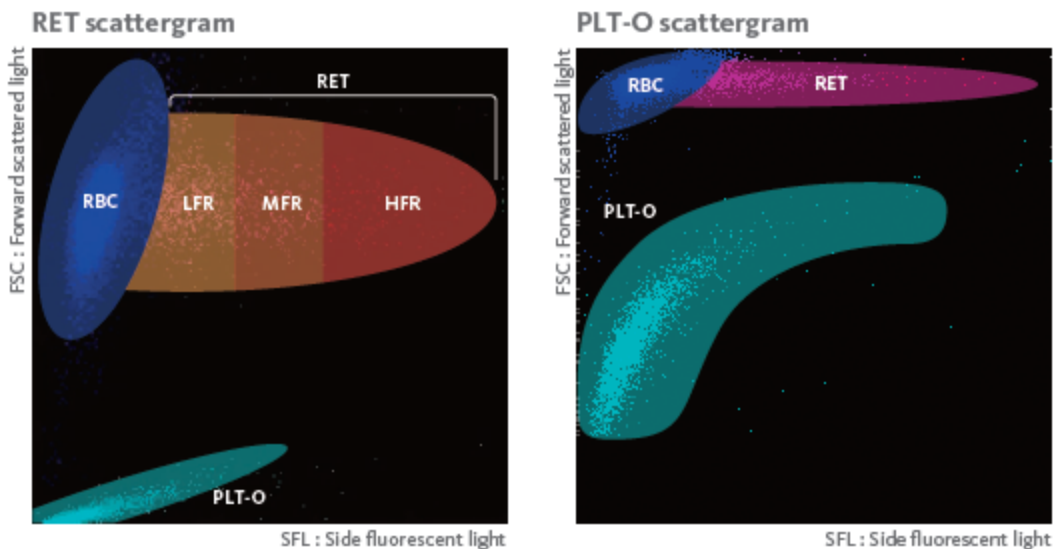 RET scattergram
FSC : Forward scattered light
RET
RBC
LFR
MFR
HFR
PLT-O
SFL : Side fluorescent light
PLT-O scattergram
FSC : Forward scattered light
RBC
RET
PLT-O
SFL : Side fluorescent light